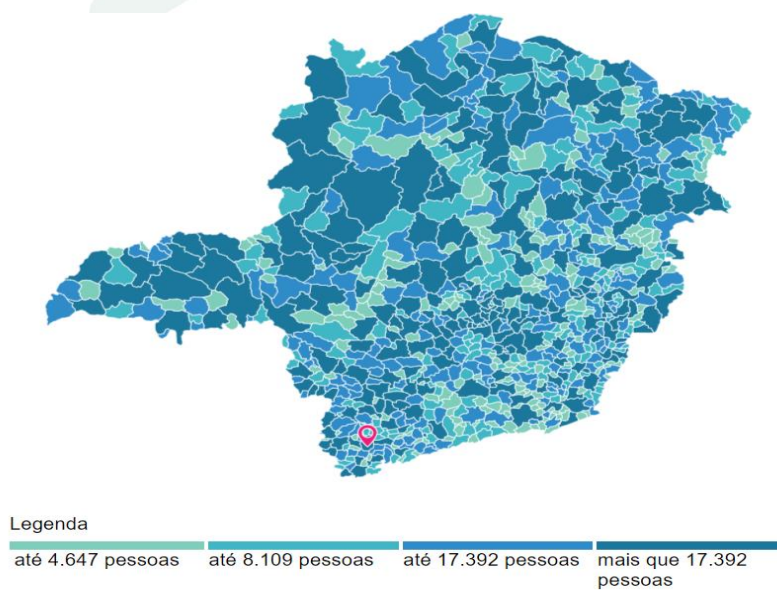 Legenda
até 4.647 pessoas
até 8.109 pessoas
até 17.392 pessoas
mais que 17.392
pessoas